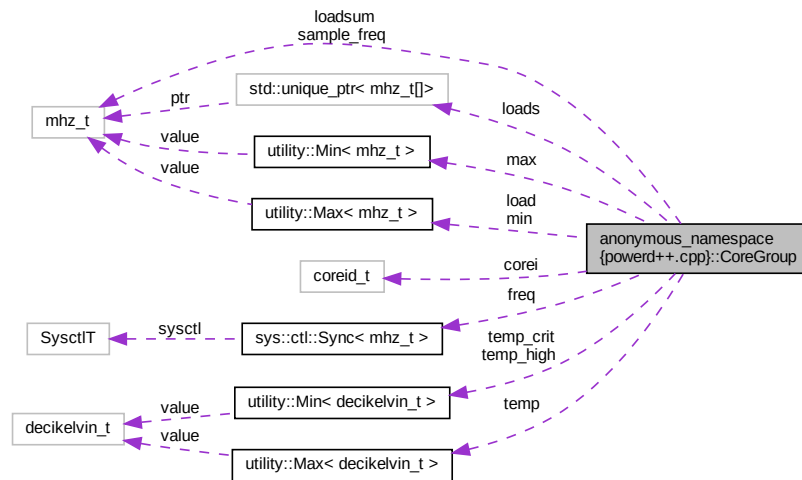 loadsum
sample_freq
std::unique_ptr< mhz_t[]>
ptr
loads
mhz_t
value
utility::Min< mhz_t >
max
value
utility::Max< mhz_t >
load
min
anonymous_namespace
{powerd++.cpp}::CoreGroup
coreid_t
corei
freq
SysctlT
sysctl
sys::ctl::Sync< mhz_t >
temp_crit
temp_high
utility::Min< decikelvin_t >
value
decikelvin_t
value
temp
utility::Max< decikelvin_t >